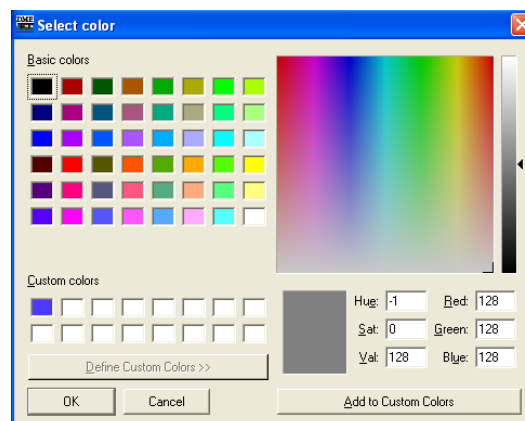 Select color
Basic colors
Custom colors
Define Custom Colors >>
OK Cancel
Hue: -1 Red: 128
Sat: 0 Green: 128
Val: 128 Blue: 128
Add to Custom Colors